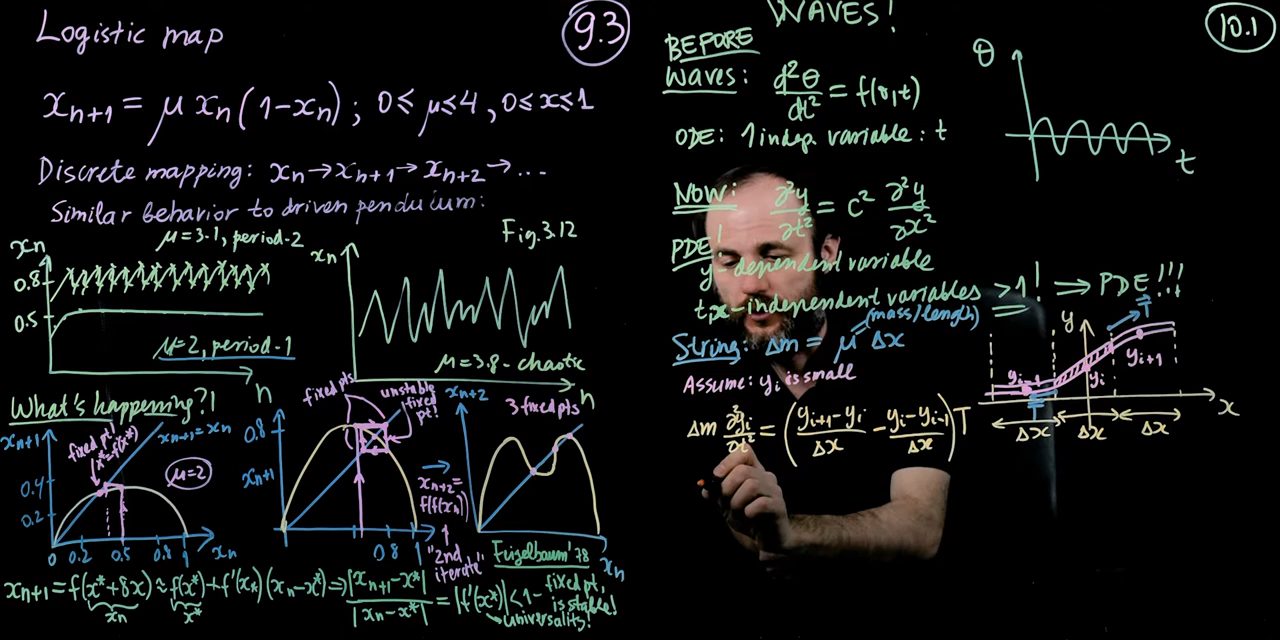 Logistic map
9.3
xₙ₊₁ = μ xₙ (1-xₙ) ; 0 ≤ μ ≤ 4 , 0 ≤ x ≤ 1
Discrete mapping: xₙ → xₙ₊₁ → xₙ₊₂ → ...
Similar behavior to driven pendulum:
xₙ
μ=3.1, period-2
0.8
0.5
μ=2, period-1
n
Fig.3.12
xₙ
μ=3.8 - chaotic
n
What's happening?!
xₙ₊₁
fixed pt!
x*=f(x*)
xₙ₊₁=xₙ
μ=2
0.4
0.2
0 0.2 0.5 0.8 1 xₙ
fixed pts
unstable fixed pt!
0.8
xₙ₊₁
0.8 1
→
xₙ₊₂= f(f(xₙ))
↑
"2nd iterate"
xₙ₊₂
3 fixed pts
xₙ
Feigelbaum'78
xₙ₊₁ = f(x*+δx) ≈ f(x*) + f'(x*)(xₙ-x*) ⇒ |xₙ₊₁-x*| / |xₙ-x*| = |f'(x*)| < 1 - fixed pt, is stable!
xₙ
x*
→ universality!
WAVES!
10.1
BEFORE
Waves: d²θ/dt² = f(θ,t)
ODE: 1 indep. variable: t
θ
t
NOW: ∂²y/∂t² = c² ∂²y/∂x²
PDE!
y - dependent variable
t,x - independent variables >1! ⇒ PDE!!!
(mass/length)
String: Δm = μ Δx
Assume: yᵢ is small
Δm ∂²yᵢ/∂t² = ( (yᵢ₊₁-yᵢ)/Δx - (yᵢ-yᵢ₋₁)/Δx ) T
y
T
yᵢ₋₁
yᵢ
yᵢ₊₁
T
x
Δx Δx Δx